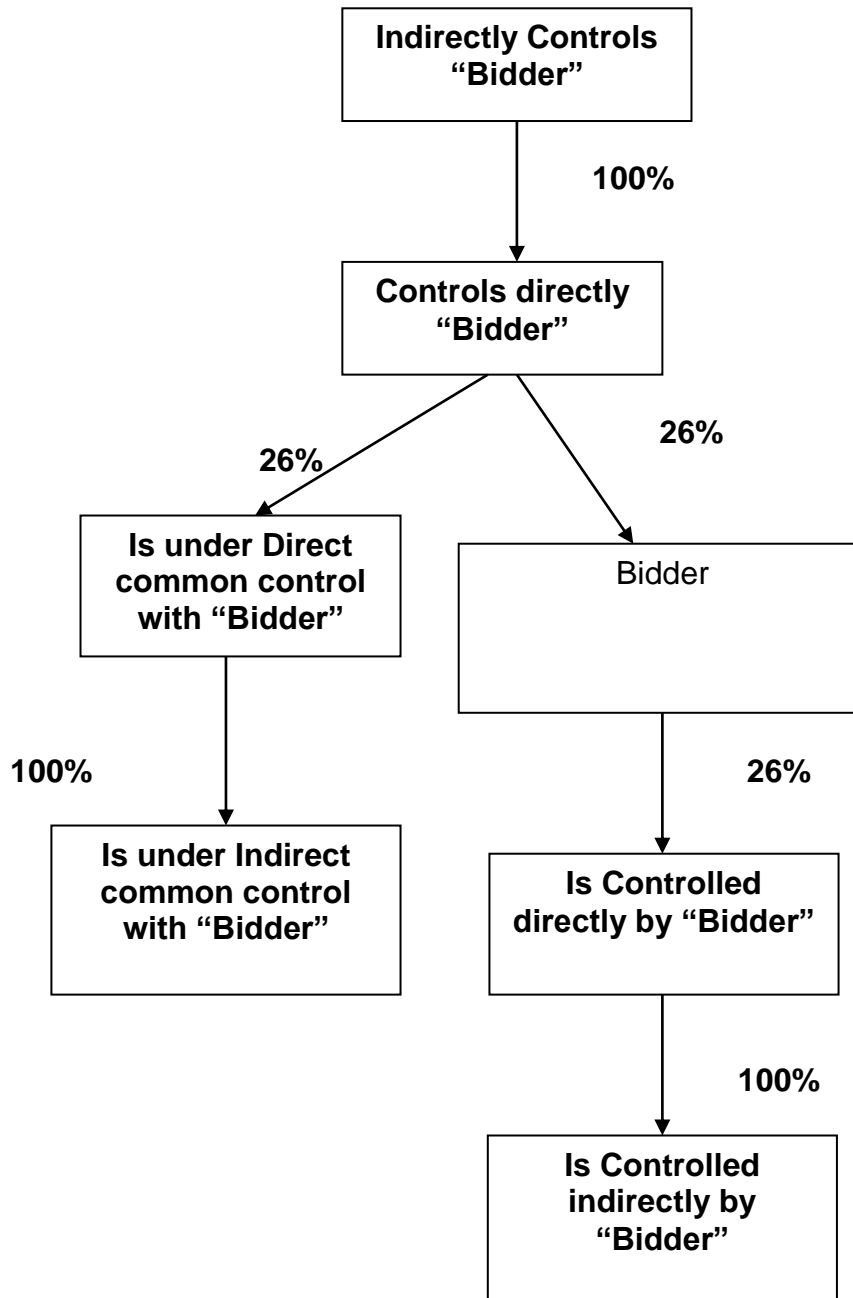 Indirectly Controls
“Bidder”
100%
Controls directly
“Bidder”
26%
26%
Is under Direct
common control
with “Bidder”
Bidder
100%
26%
Is under Indirect
common control
with “Bidder”
Is Controlled
directly by “Bidder”
100%
Is Controlled
indirectly by
“Bidder”